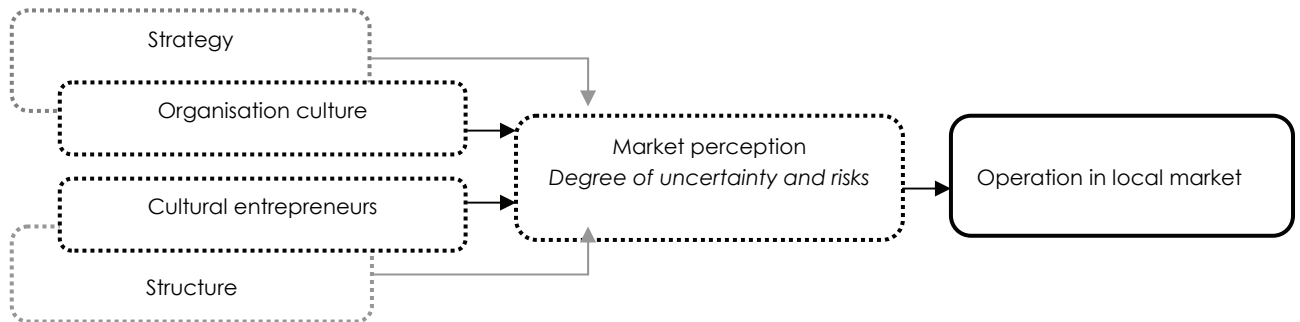 Strategy
Organisation culture
Market perception
Degree of uncertainty and risks
Operation in local market
Cultural entrepreneurs
Structure